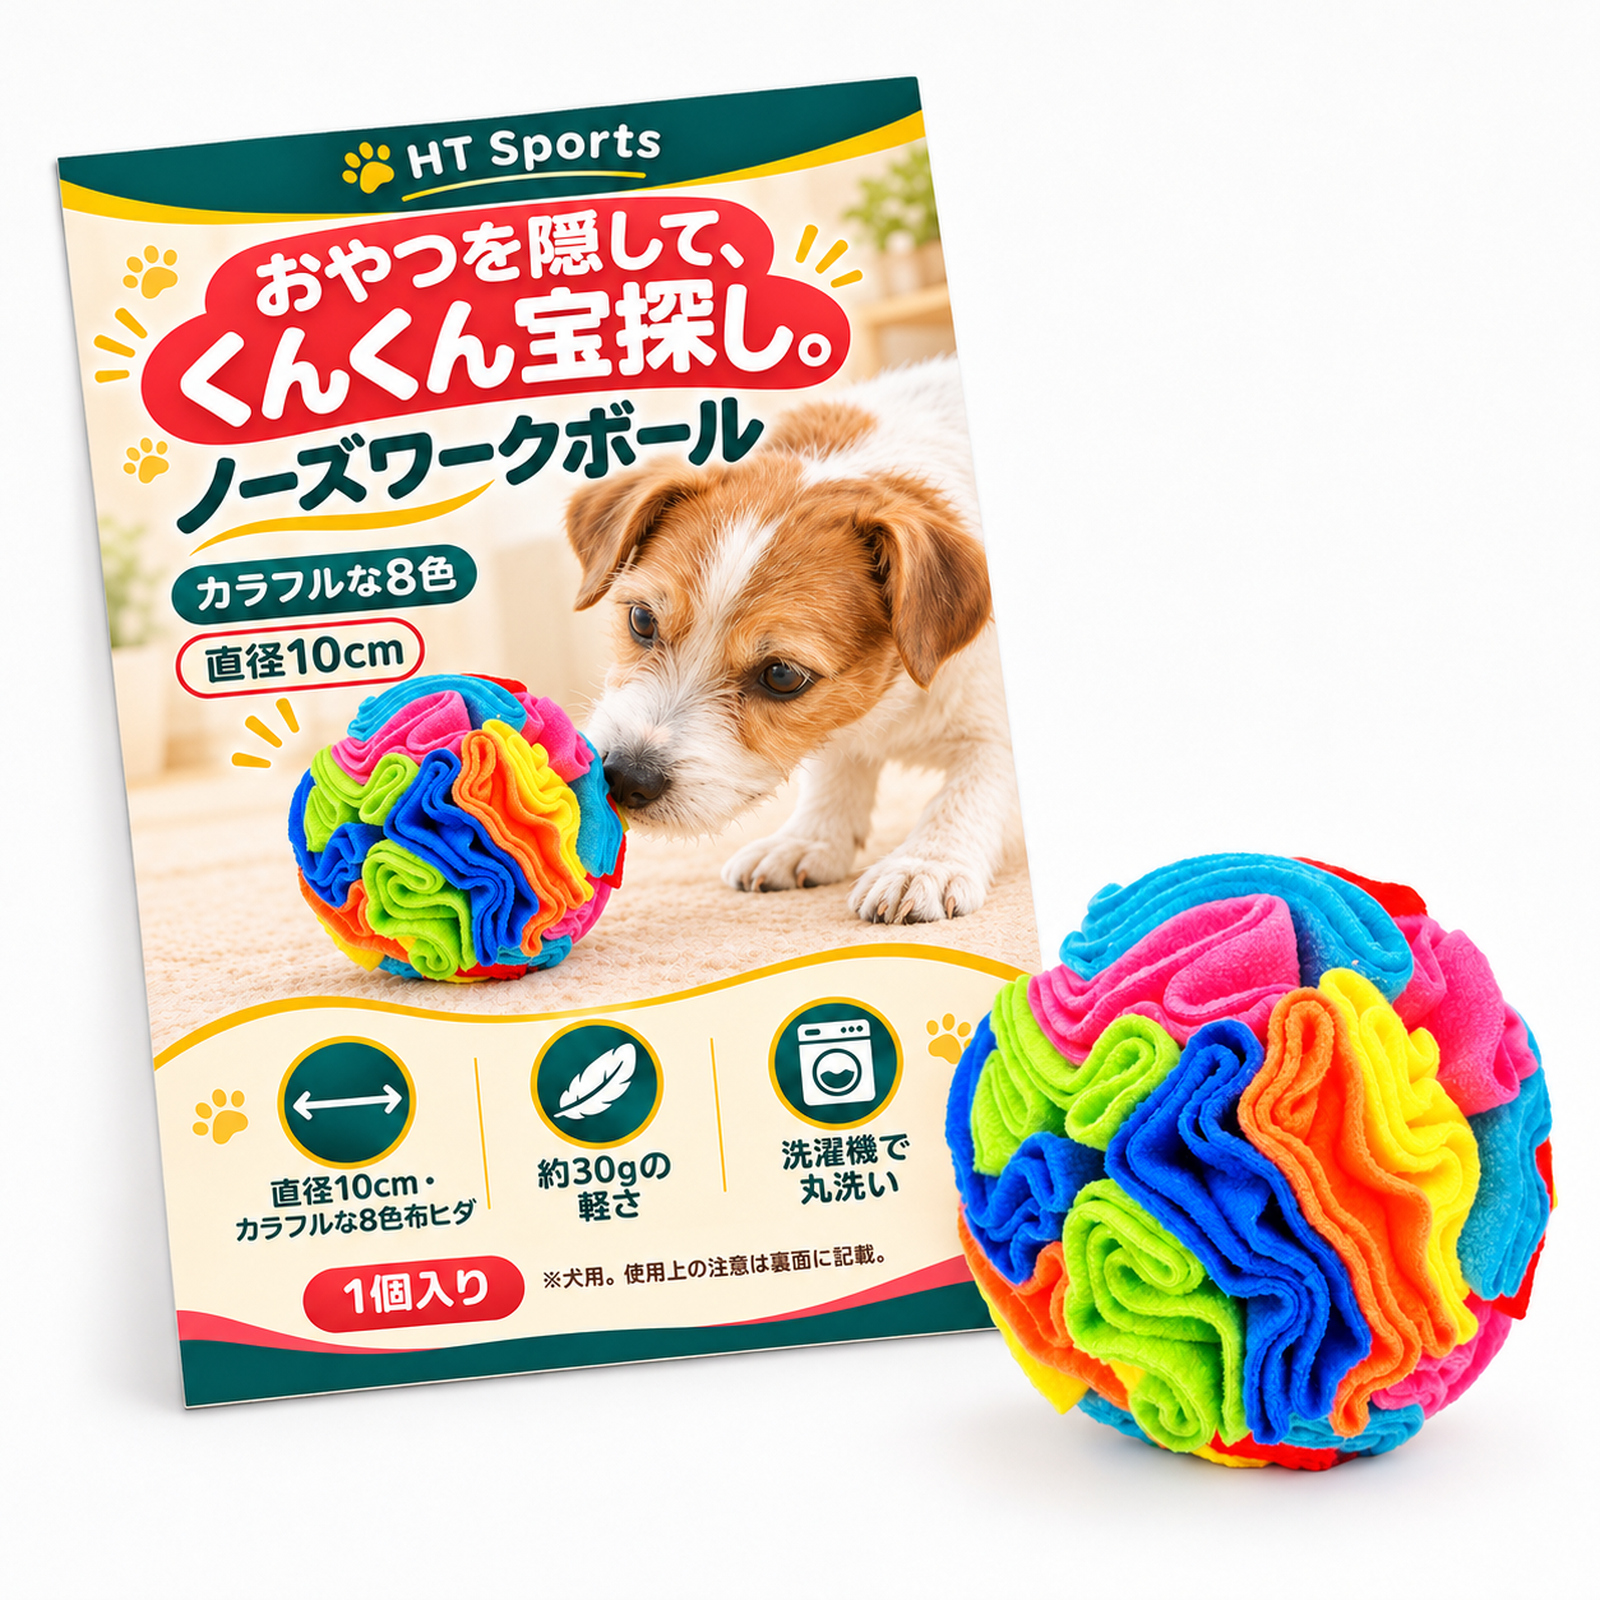 HT Sports
おやつを隠して、
くんくん宝探し。
ノーズワークボール
カラフルな8色
直径10cm
直径10cm・
カラフルな8色布ヒダ
約30gの
軽さ
洗濯機で
丸洗い
1個入り
※犬用。使用上の注意は裏面に記載。